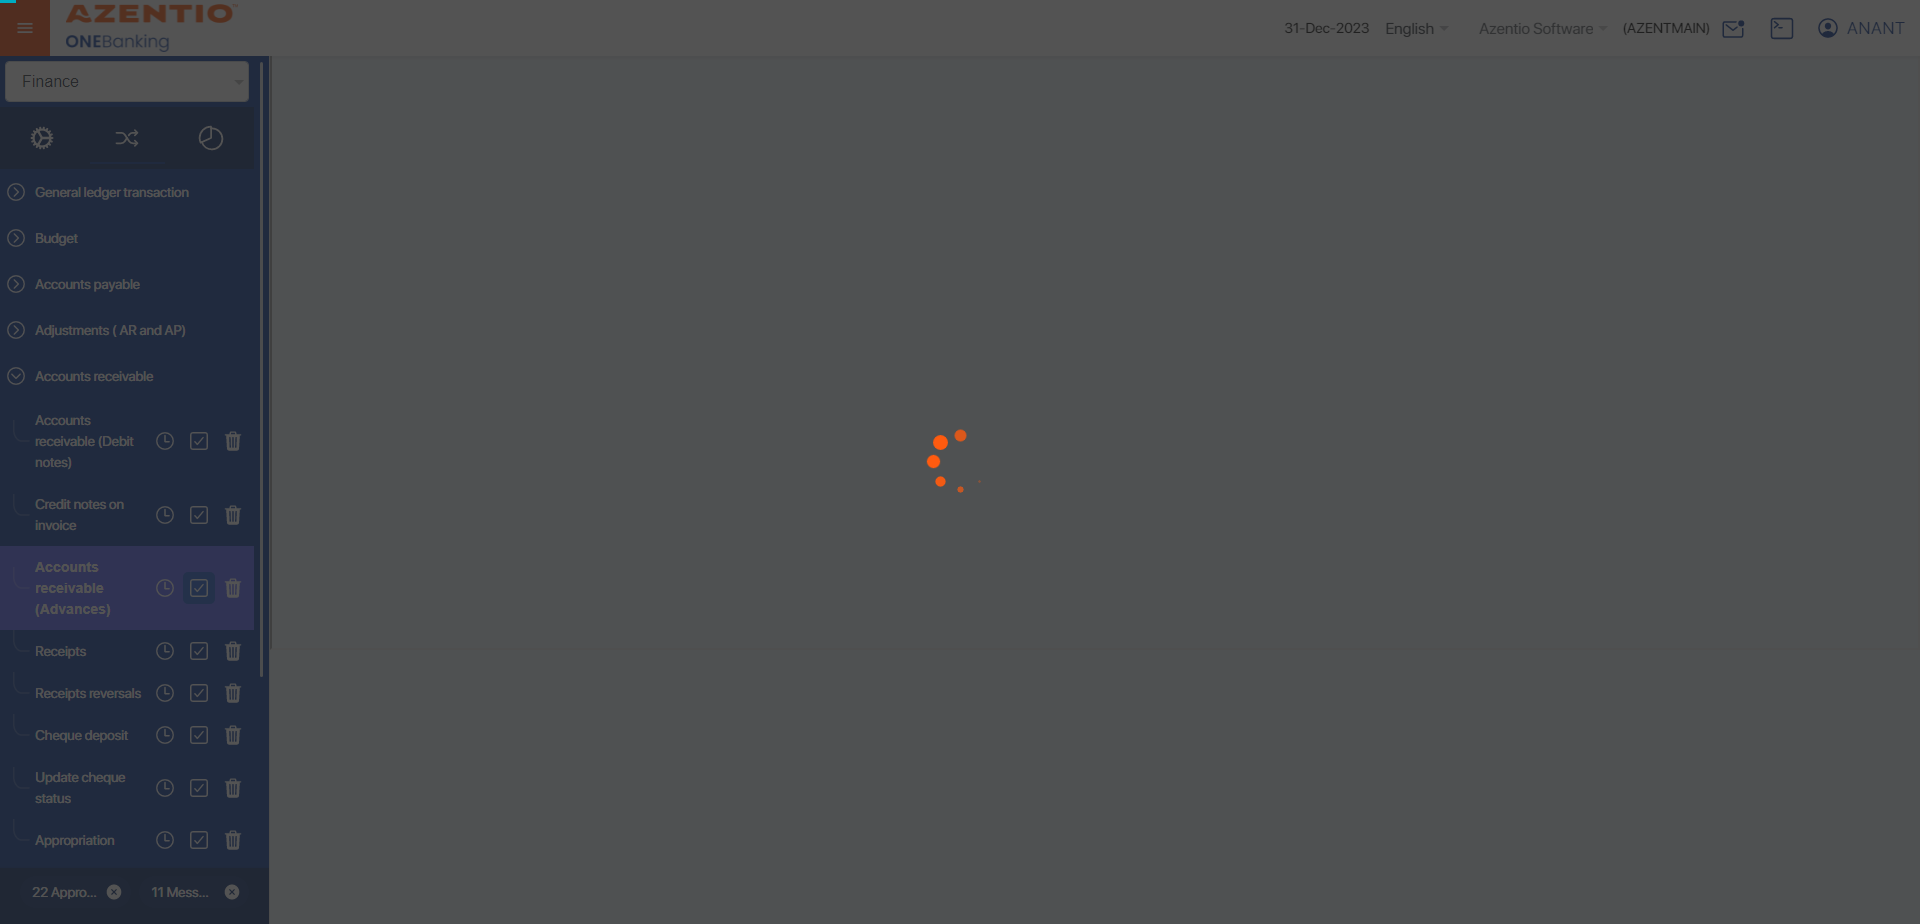 AZENTIO
ONEBanking
31-Dec-2023 English Azentio Software (AZENTMAIN) ANANT
Finance
General ledger transaction
Budget
Accounts payable
Adjustments ( AR and AP)
Accounts receivable
Accounts
receivable (Debit
notes)
Credit notes on
invoice
Accounts
receivable
(Advances)
Receipts
Receipts reversals
Cheque deposit
Update cheque
status
Appropriation
22 Appro... 11 Mess...